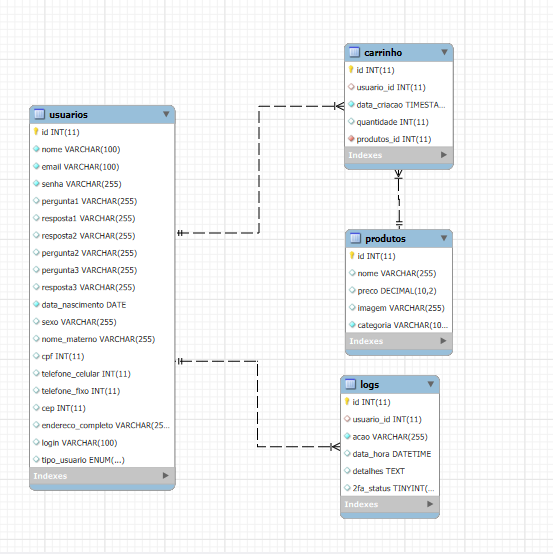 usuarios
id INT(11)
nome VARCHAR(100)
email VARCHAR(100)
senha VARCHAR(255)
pergunta1 VARCHAR(255)
resposta1 VARCHAR(255)
resposta2 VARCHAR(255)
pergunta2 VARCHAR(255)
pergunta3 VARCHAR(255)
resposta3 VARCHAR(255)
data_nascimento DATE
sexo VARCHAR(255)
nome_materno VARCHAR(255)
cpf INT(11)
telefone_celular INT(11)
telefone_fixo INT(11)
cep INT(11)
endereco_completo VARCHAR(25...
login VARCHAR(100)
tipo_usuario ENUM(...)
Indexes
carrinho
id INT(11)
usuario_id INT(11)
data_criacao TIMESTA...
quantidade INT(11)
produtos_id INT(11)
Indexes
produtos
id INT(11)
nome VARCHAR(255)
preco DECIMAL(10,2)
imagem VARCHAR(255)
categoria VARCHAR(10...
Indexes
logs
id INT(11)
usuario_id INT(11)
acao VARCHAR(255)
data_hora DATETIME
detalhes TEXT
2fa_status TINYINT(...
Indexes